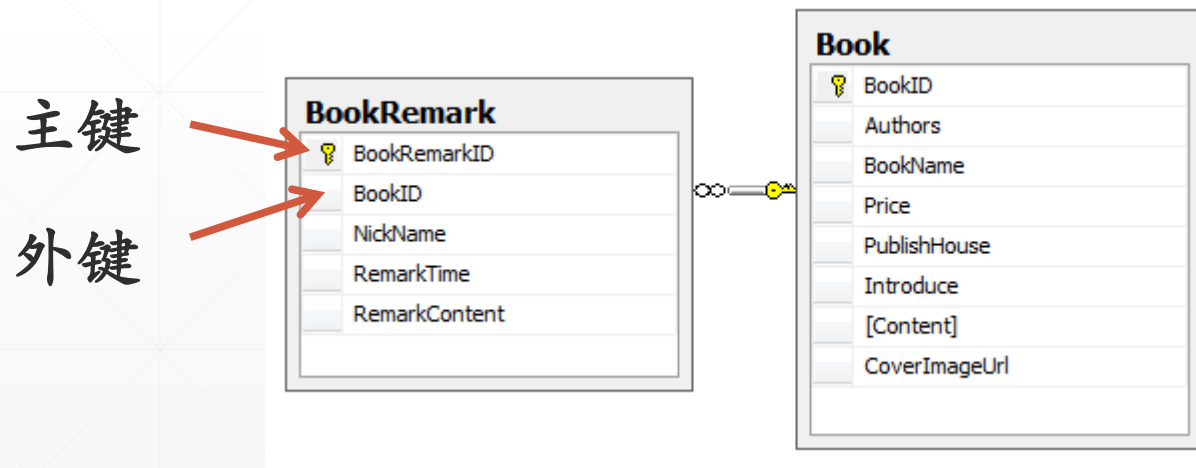 主键
外键
BookRemark
BookRemarkID
BookID
NickName
RemarkTime
RemarkContent
Book
BookID
Authors
BookName
Price
PublishHouse
Introduce
[Content]
CoverImageUrl